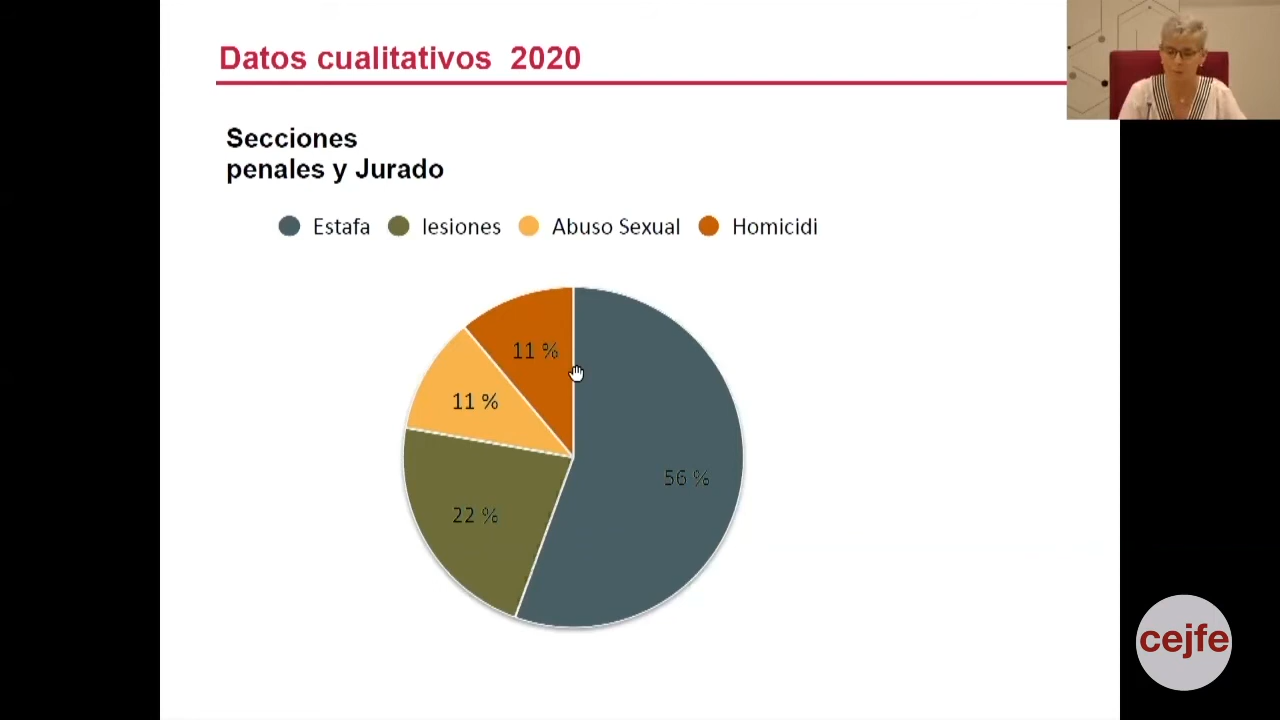 Datos cualitativos 2020
Secciones
penales y Jurado
Estafa lesiones Abuso Sexual Homicidi
11 %
11 %
56 %
22 %
cejfe